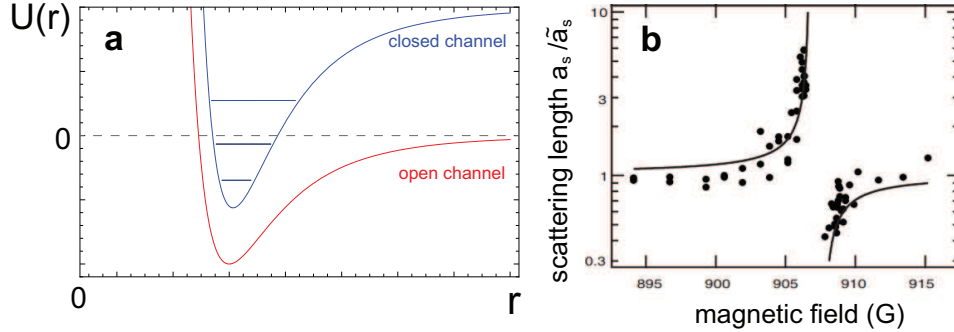 U(r)
a
closed channel
0
open channel
0
r
b
scattering length a_s/ã_s
10
3
1
0.3
895
900
905
910
915
magnetic field (G)